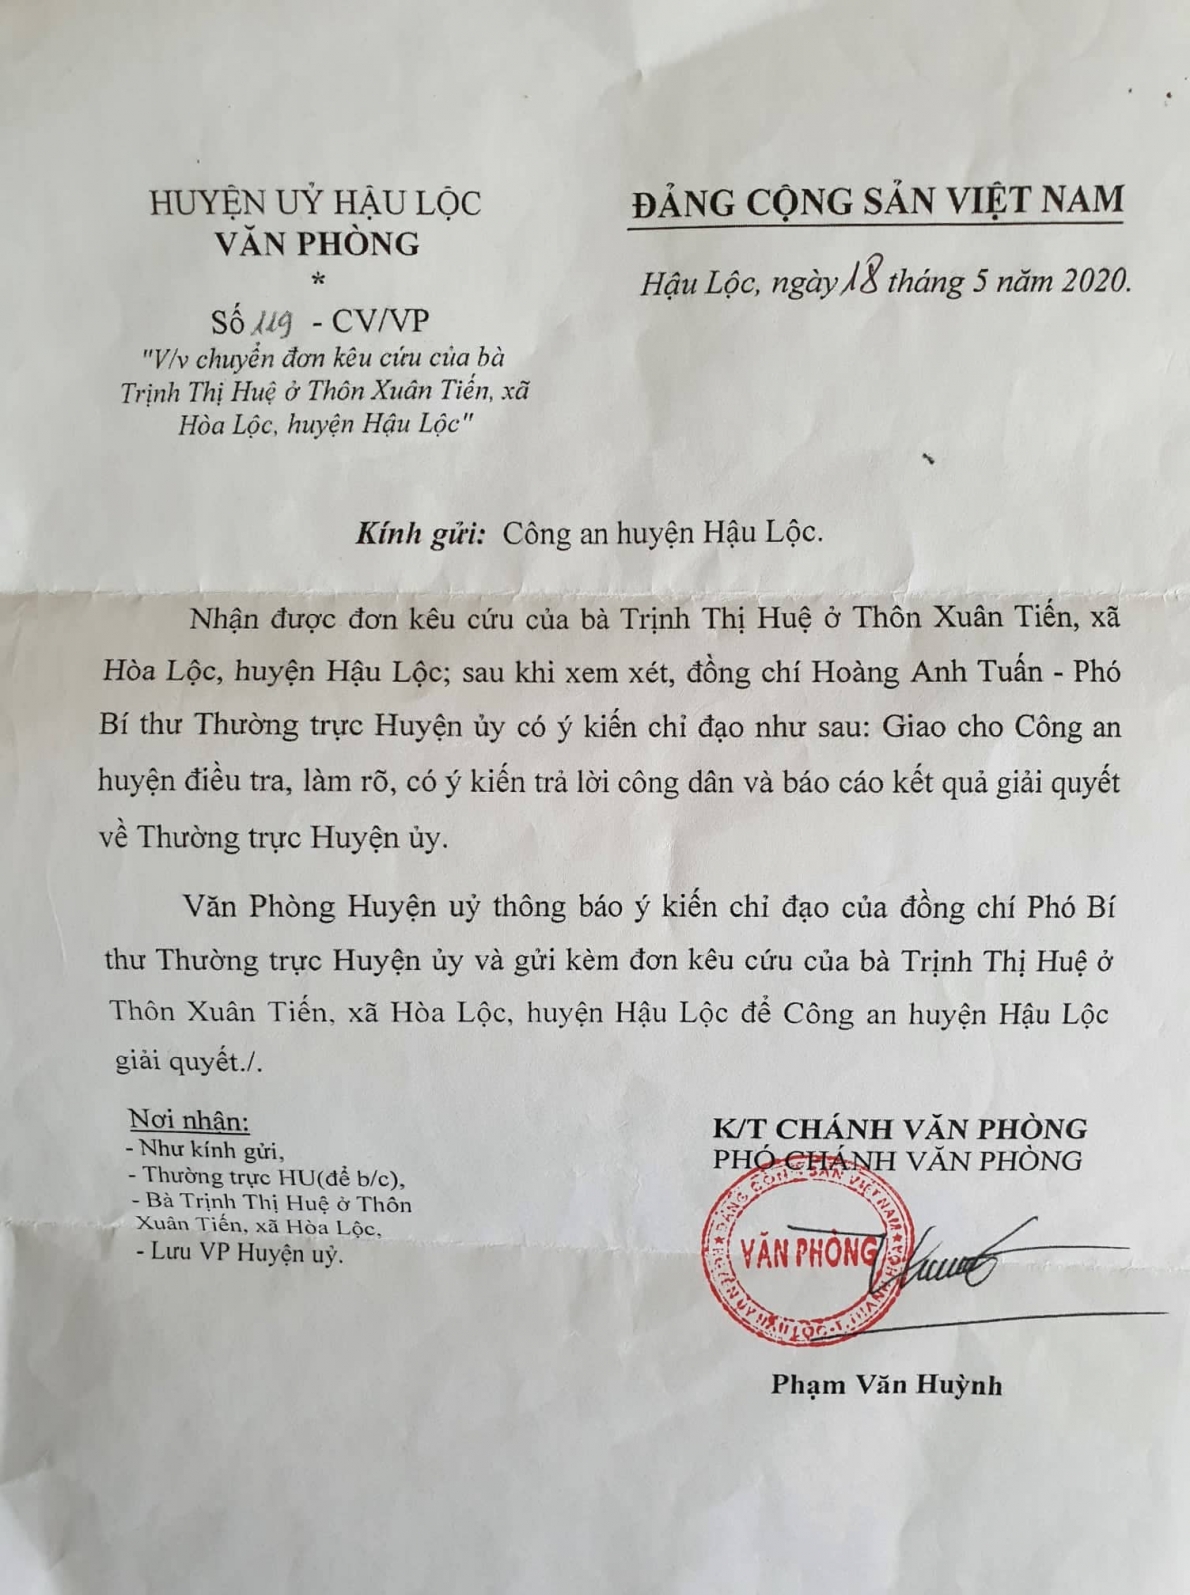 HUYỆN UỶ HẬU LỘC
VĂN PHÒNG
*
Số 119 - CV/VP
"V/v chuyển đơn kêu cứu của bà
Trịnh Thị Huệ ở Thôn Xuân Tiến, xã
Hòa Lộc, huyện Hậu Lộc"
ĐẢNG CỘNG SẢN VIỆT NAM
Hậu Lộc, ngày 18 tháng 5 năm 2020.
Kính gửi: Công an huyện Hậu Lộc.
Nhận được đơn kêu cứu của bà Trịnh Thị Huệ ở Thôn Xuân Tiến, xã
Hòa Lộc, huyện Hậu Lộc; sau khi xem xét, đồng chí Hoàng Anh Tuấn - Phó
Bí thư Thường trực Huyện ủy có ý kiến chỉ đạo như sau: Giao cho Công an
huyện điều tra, làm rõ, có ý kiến trả lời công dân và báo cáo kết quả giải quyết
về Thường trực Huyện ủy.
Văn Phòng Huyện uỷ thông báo ý kiến chỉ đạo của đồng chí Phó Bí
thư Thường trực Huyện ủy và gửi kèm đơn kêu cứu của bà Trịnh Thị Huệ ở
Thôn Xuân Tiến, xã Hòa Lộc, huyện Hậu Lộc để Công an huyện Hậu Lộc
giải quyết./.
Nơi nhận:
- Như kính gửi,
- Thường trực HU(để b/c),
- Bà Trịnh Thị Huệ ở Thôn
Xuân Tiến, xã Hòa Lộc,
- Lưu VP Huyện uỷ.
K/T CHÁNH VĂN PHÒNG
PHÓ CHÁNH VĂN PHÒNG
ĐẢNG CỘNG SẢN VIỆT NAM
VĂN PHÒNG
Phạm Văn Huỳnh